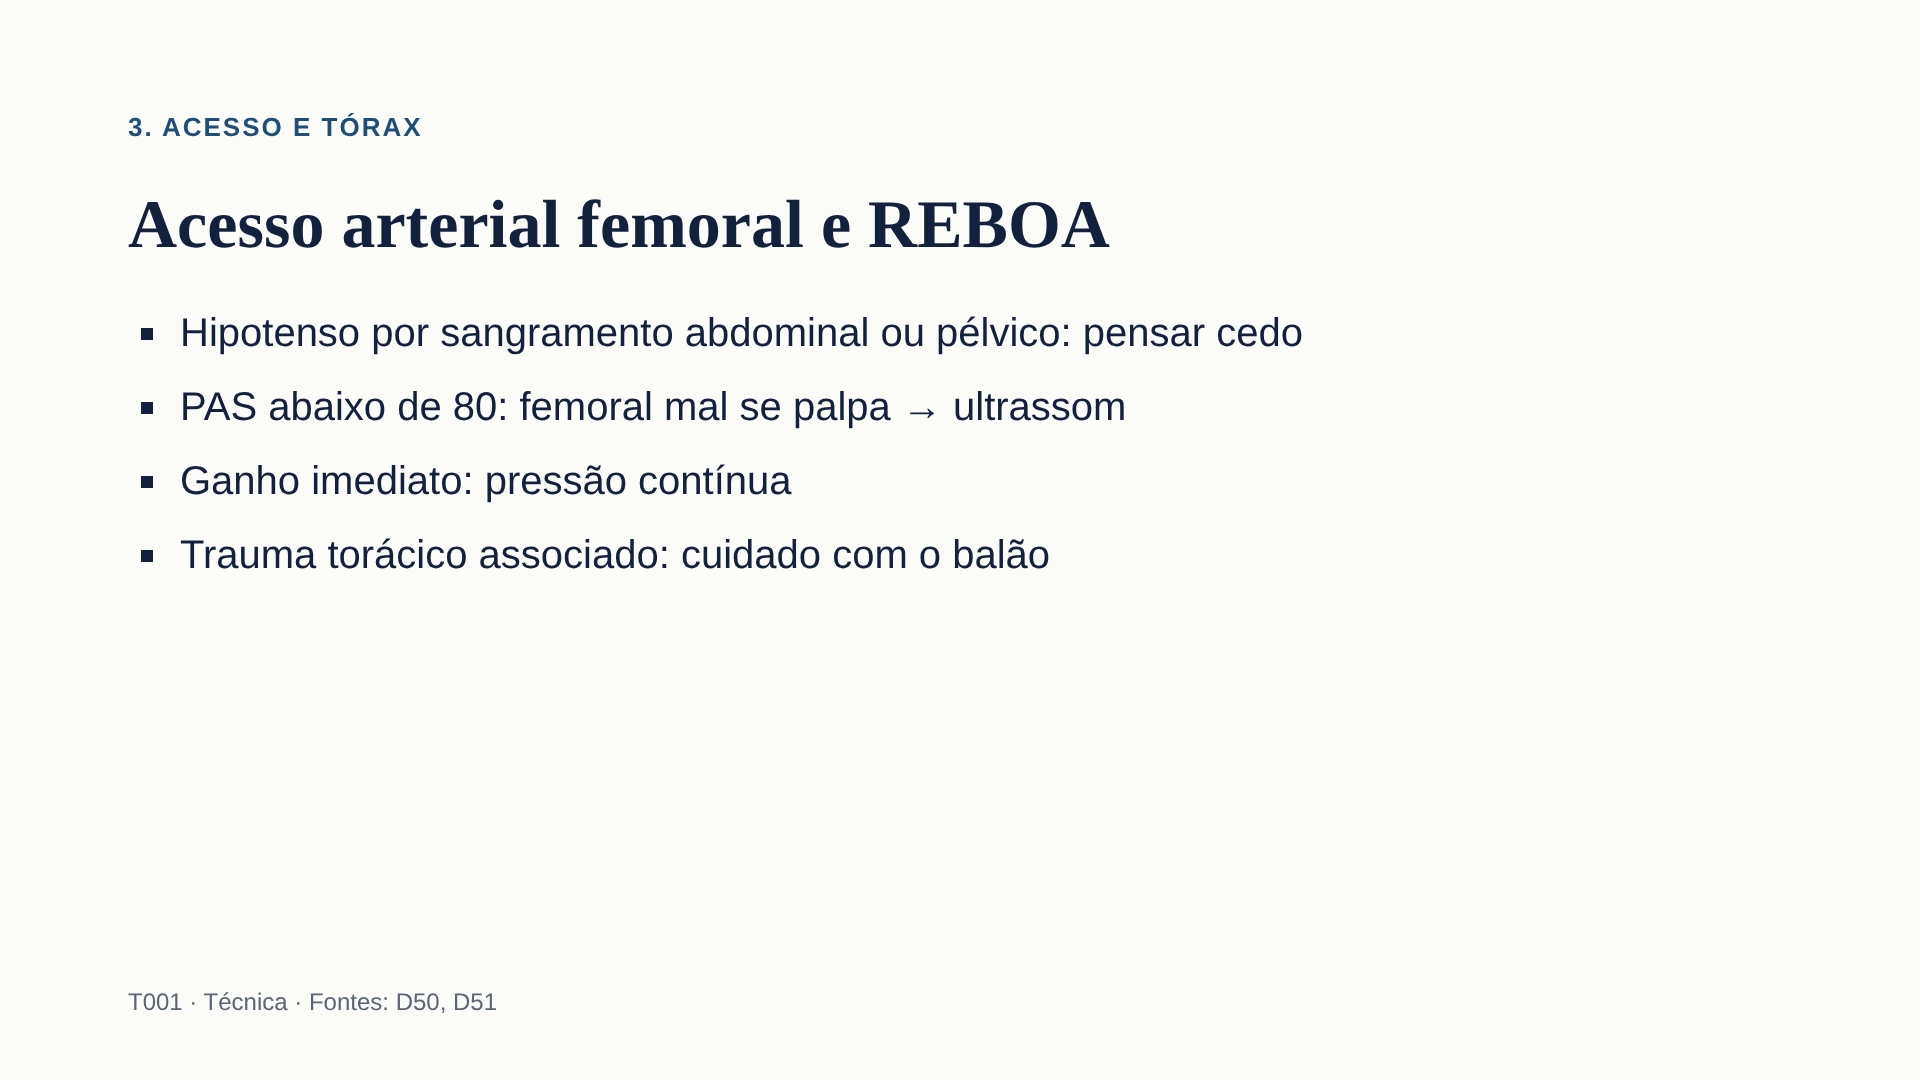 3. ACESSO E TÓRAX
Acesso arterial femoral e REBOA
▪ Hipotenso por sangramento abdominal ou pélvico: pensar cedo
▪ PAS abaixo de 80: femoral mal se palpa → ultrassom
▪ Ganho imediato: pressão contínua
▪ Trauma torácico associado: cuidado com o balão
T001 · Técnica · Fontes: D50, D51